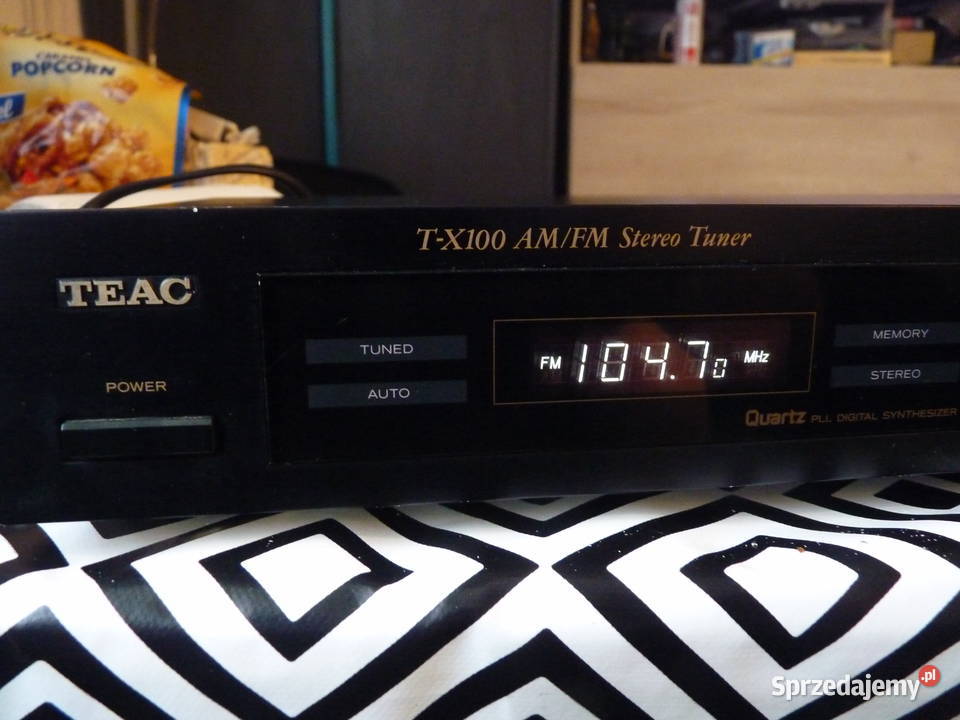 POPCORN
T-X100 AM/FM Stereo Tuner
TEAC
TUNED
AUTO
POWER
FM 104.70 MHz
MEMORY
STEREO
Quartz PLL DIGITAL SYNTHESIZER
Sprzedajemy.pl